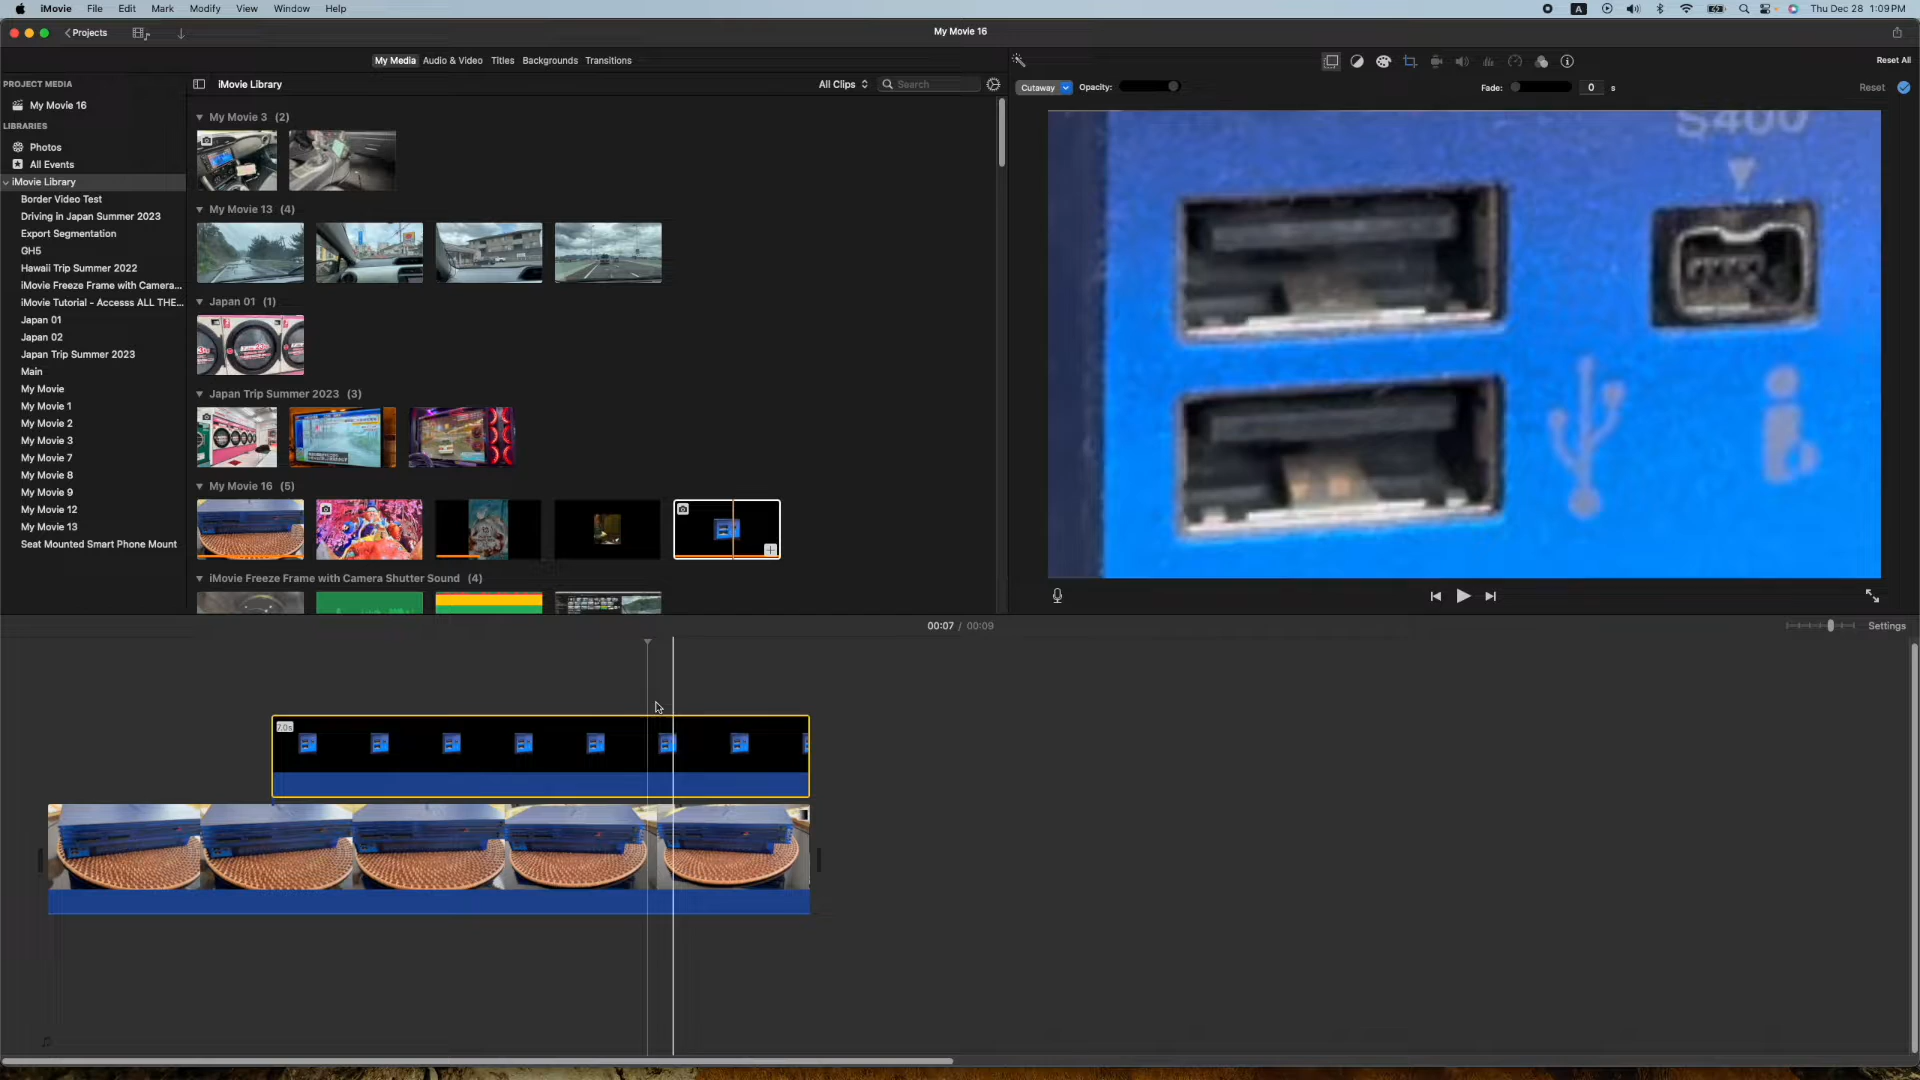 iMovie File Edit Mark Modify View Window Help
A Thu Dec 28 1:09 PM
Projects
My Movie 16
My Media Audio & Video Titles Backgrounds Transitions
Reset All
PROJECT MEDIA
My Movie 16
LIBRARIES
Photos
All Events
iMovie Library
Border Video Test
Driving in Japan Summer 2023
Export Segmentation
GH5
Hawaii Trip Summer 2022
iMovie Freeze Frame with Camera...
iMovie Tutorial - Accesss ALL THE...
Japan 01
Japan 02
Japan Trip Summer 2023
Main
My Movie
My Movie 1
My Movie 2
My Movie 3
My Movie 7
My Movie 8
My Movie 9
My Movie 12
My Movie 13
Seat Mounted Smart Phone Mount
iMovie Library
All Clips
Search
My Movie 3 (2)
My Movie 13 (4)
Japan 01 (1)
Japan Trip Summer 2023 (3)
My Movie 16 (5)
iMovie Freeze Frame with Camera Shutter Sound (4)
Cutaway Opacity:
Fade: 0 s
Reset
S400
00:07 / 00:09
Settings
7.0s